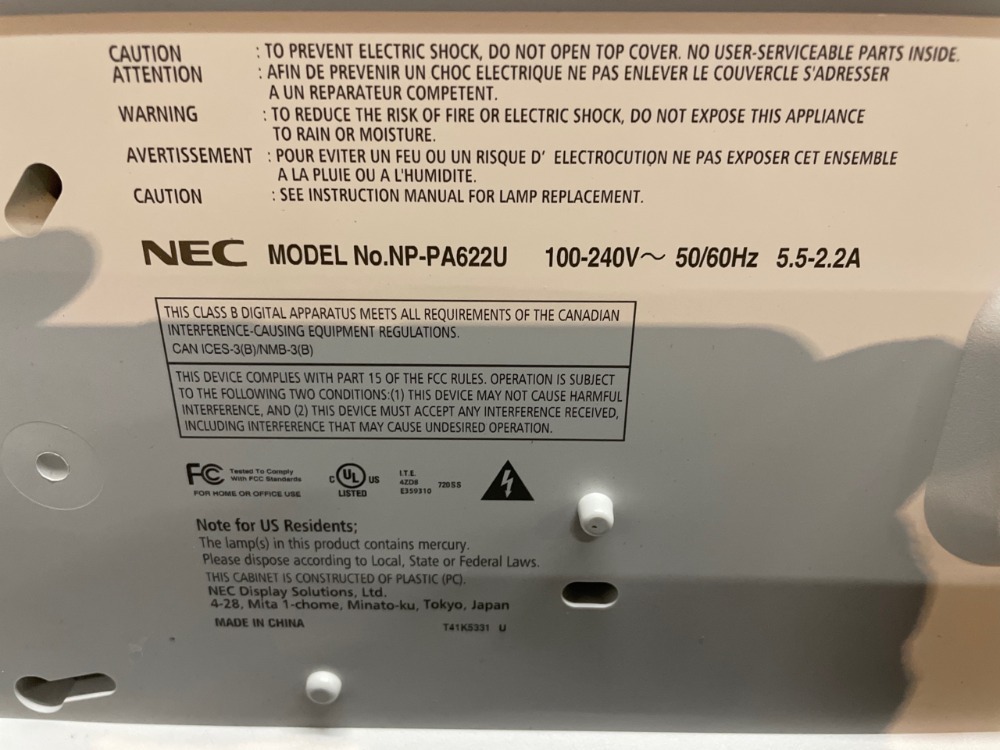 CAUTION : TO PREVENT ELECTRIC SHOCK, DO NOT OPEN TOP COVER. NO USER-SERVICEABLE PARTS INSIDE.
ATTENTION : AFIN DE PREVENIR UN CHOC ELECTRIQUE NE PAS ENLEVER LE COUVERCLE S'ADRESSER
A UN REPARATEUR COMPETENT.
WARNING : TO REDUCE THE RISK OF FIRE OR ELECTRIC SHOCK, DO NOT EXPOSE THIS APPLIANCE
TO RAIN OR MOISTURE.
AVERTISSEMENT : POUR EVITER UN FEU OU UN RISQUE D' ELECTROCUTION NE PAS EXPOSER CET ENSEMBLE
A LA PLUIE OU A L'HUMIDITE.
CAUTION : SEE INSTRUCTION MANUAL FOR LAMP REPLACEMENT.
NEC MODEL No.NP-PA622U 100-240V～ 50/60Hz 5.5-2.2A
THIS CLASS B DIGITAL APPARATUS MEETS ALL REQUIREMENTS OF THE CANADIAN
INTERFERENCE-CAUSING EQUIPMENT REGULATIONS.
CAN ICES-3(B)/NMB-3(B)
THIS DEVICE COMPLIES WITH PART 15 OF THE FCC RULES. OPERATION IS SUBJECT
TO THE FOLLOWING TWO CONDITIONS:(1) THIS DEVICE MAY NOT CAUSE HARMFUL
INTERFERENCE, AND (2) THIS DEVICE MUST ACCEPT ANY INTERFERENCE RECEIVED,
INCLUDING INTERFERENCE THAT MAY CAUSE UNDESIRED OPERATION.
FC Tested To Comply
With FCC Standards
FOR HOME OR OFFICE USE
C UL US
LISTED
I.T.E.
4ZD8
E359310 720SS
Note for US Residents;
The lamp(s) in this product contains mercury.
Please dispose according to Local, State or Federal Laws.
THIS CABINET IS CONSTRUCTED OF PLASTIC (PC).
NEC Display Solutions, Ltd.
4-28, Mita 1-chome, Minato-ku, Tokyo, Japan
MADE IN CHINA T41K5331 U